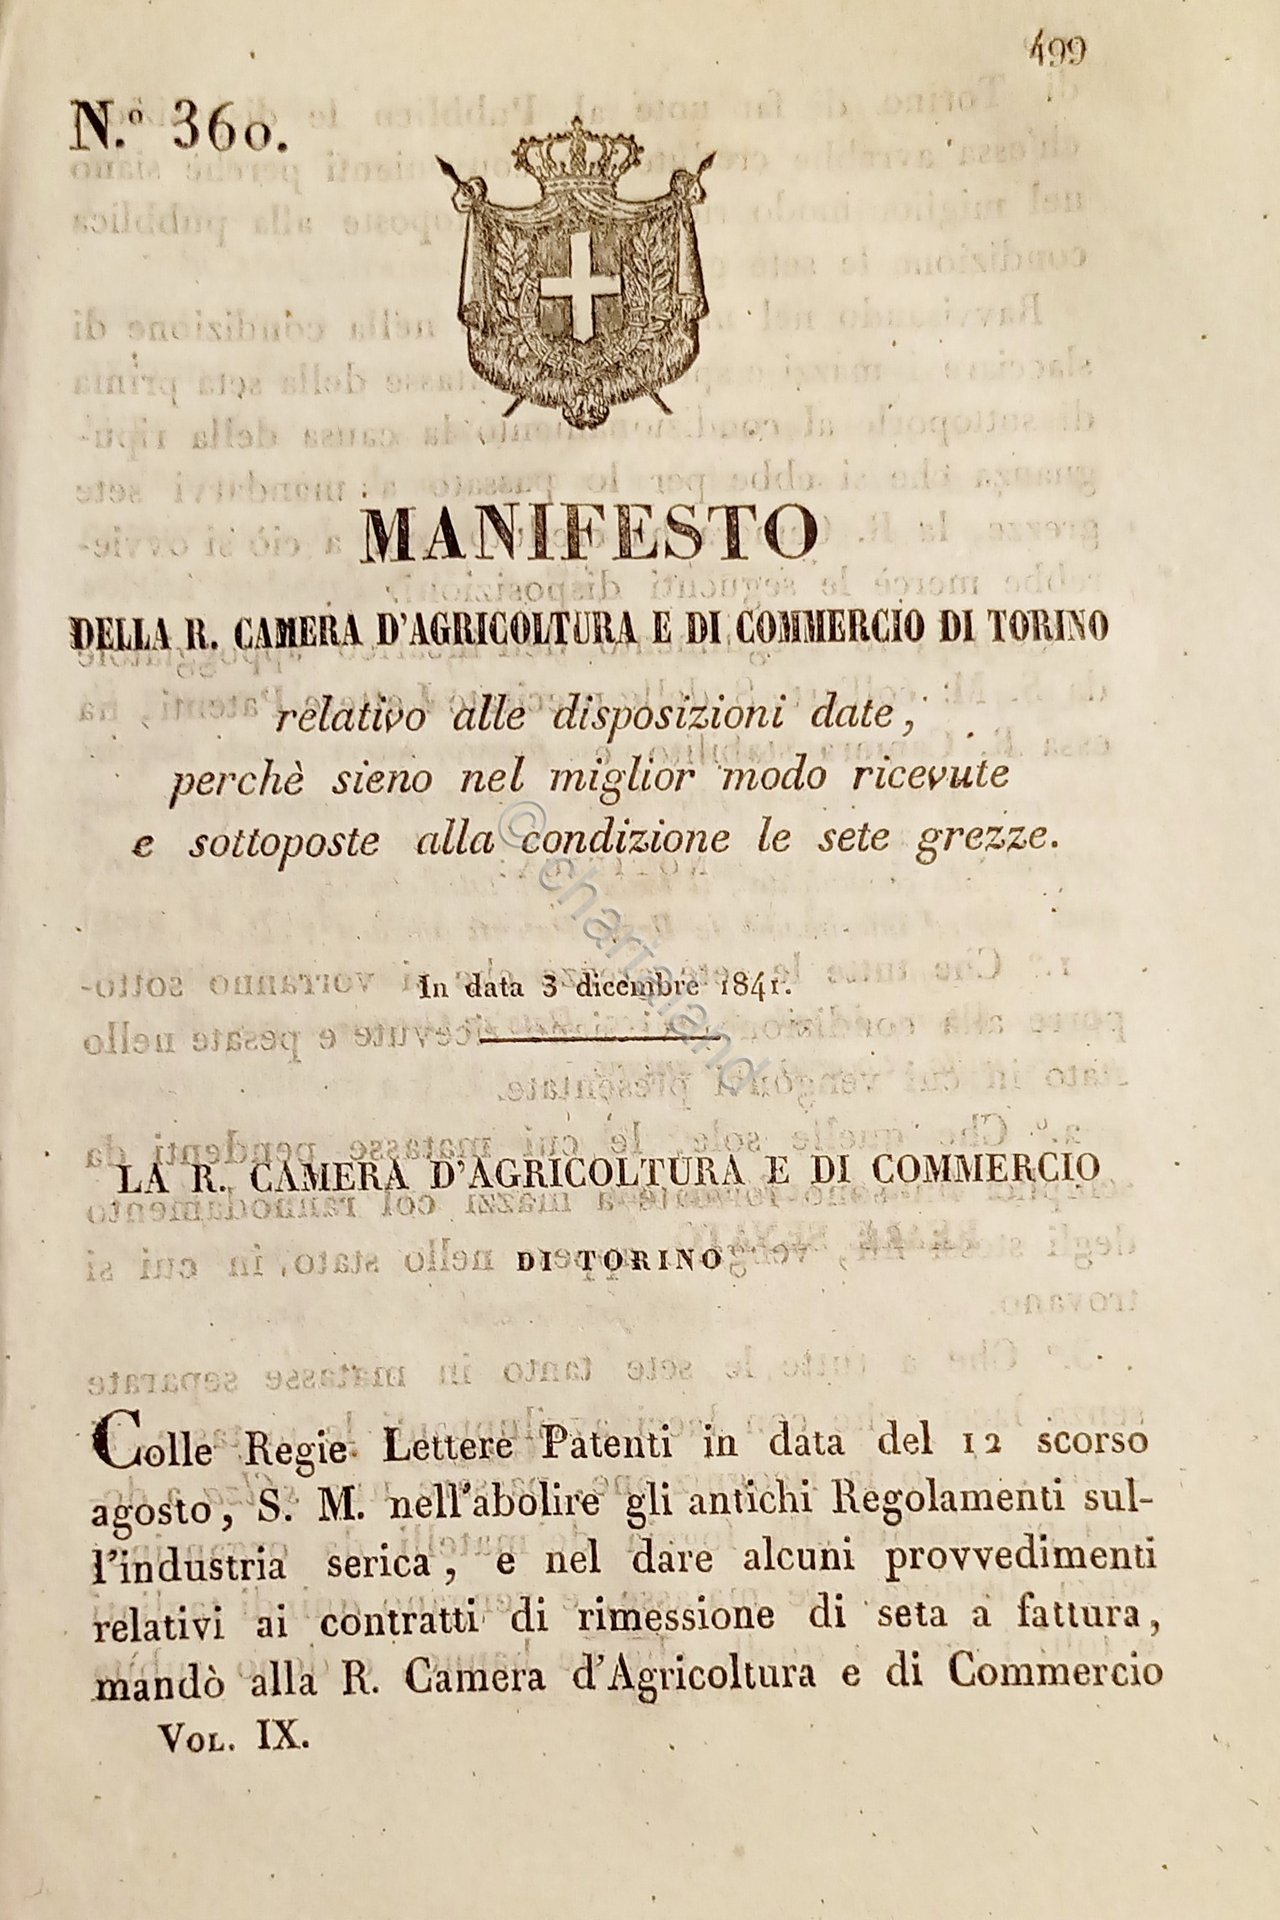 499
N.º 360.
MANIFESTO
DELLA R. CAMERA D'AGRICOLTURA E DI COMMERCIO DI TORINO
relativo alle disposizioni date,
perchè sieno nel miglior modo ricevute
e sottoposte alla condizione le sete grezze.
© chartaland
In data 3 dicembre 1841.
LA R. CAMERA D'AGRICOLTURA E DI COMMERCIO
DI TORINO
Colle Regie Lettere Patenti in data del 12 scorso
agosto, S. M. nell'abolire gli antichi Regolamenti sul-
l'industria serica, e nel dare alcuni provvedimenti
relativi ai contratti di rimessione di seta a fattura,
mandò alla R. Camera d'Agricoltura e di Commercio
VOL. IX.